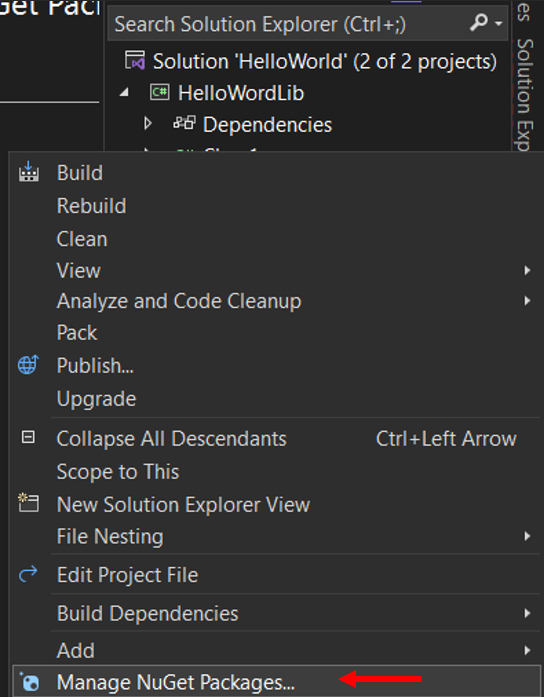 Get Paci
Search Solution Explorer (Ctrl+;)
Solution 'HelloWorld' (2 of 2 projects)
HelloWordLib
Dependencies
Solution Exp
Build
Rebuild
Clean
View
Analyze and Code Cleanup
Pack
Publish...
Upgrade
Collapse All Descendants Ctrl+Left Arrow
Scope to This
New Solution Explorer View
File Nesting
Edit Project File
Build Dependencies
Add
Manage NuGet Packages...